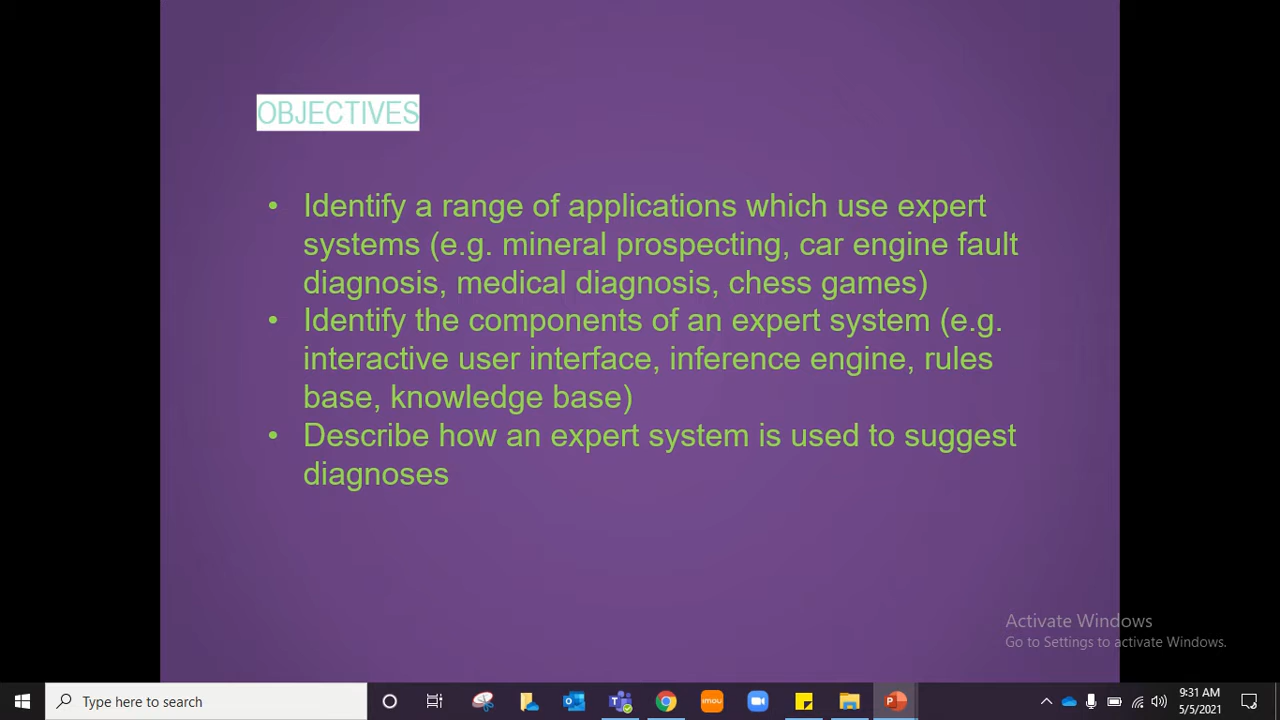 OBJECTIVES
• Identify a range of applications which use expert
systems (e.g. mineral prospecting, car engine fault
diagnosis, medical diagnosis, chess games)
• Identify the components of an expert system (e.g.
interactive user interface, inference engine, rules
base, knowledge base)
• Describe how an expert system is used to suggest
diagnoses
Activate Windows
Go to Settings to activate Windows.
Type here to search
imou
9:31 AM
5/5/2021